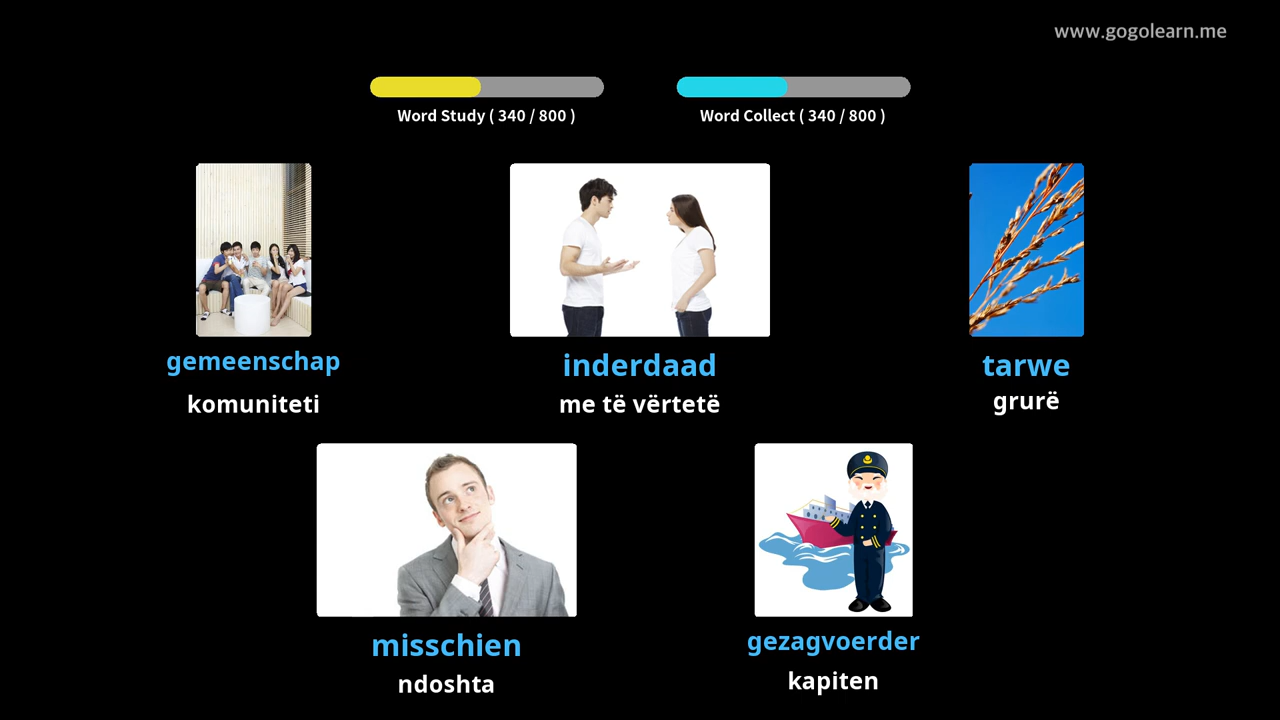 www.gogolearn.me
Word Study ( 340 / 800 )
Word Collect ( 340 / 800 )
gemeenschap
komuniteti
inderdaad
me të vërtetë
tarwe
grurë
misschien
ndoshta
gezagvoerder
kapiten